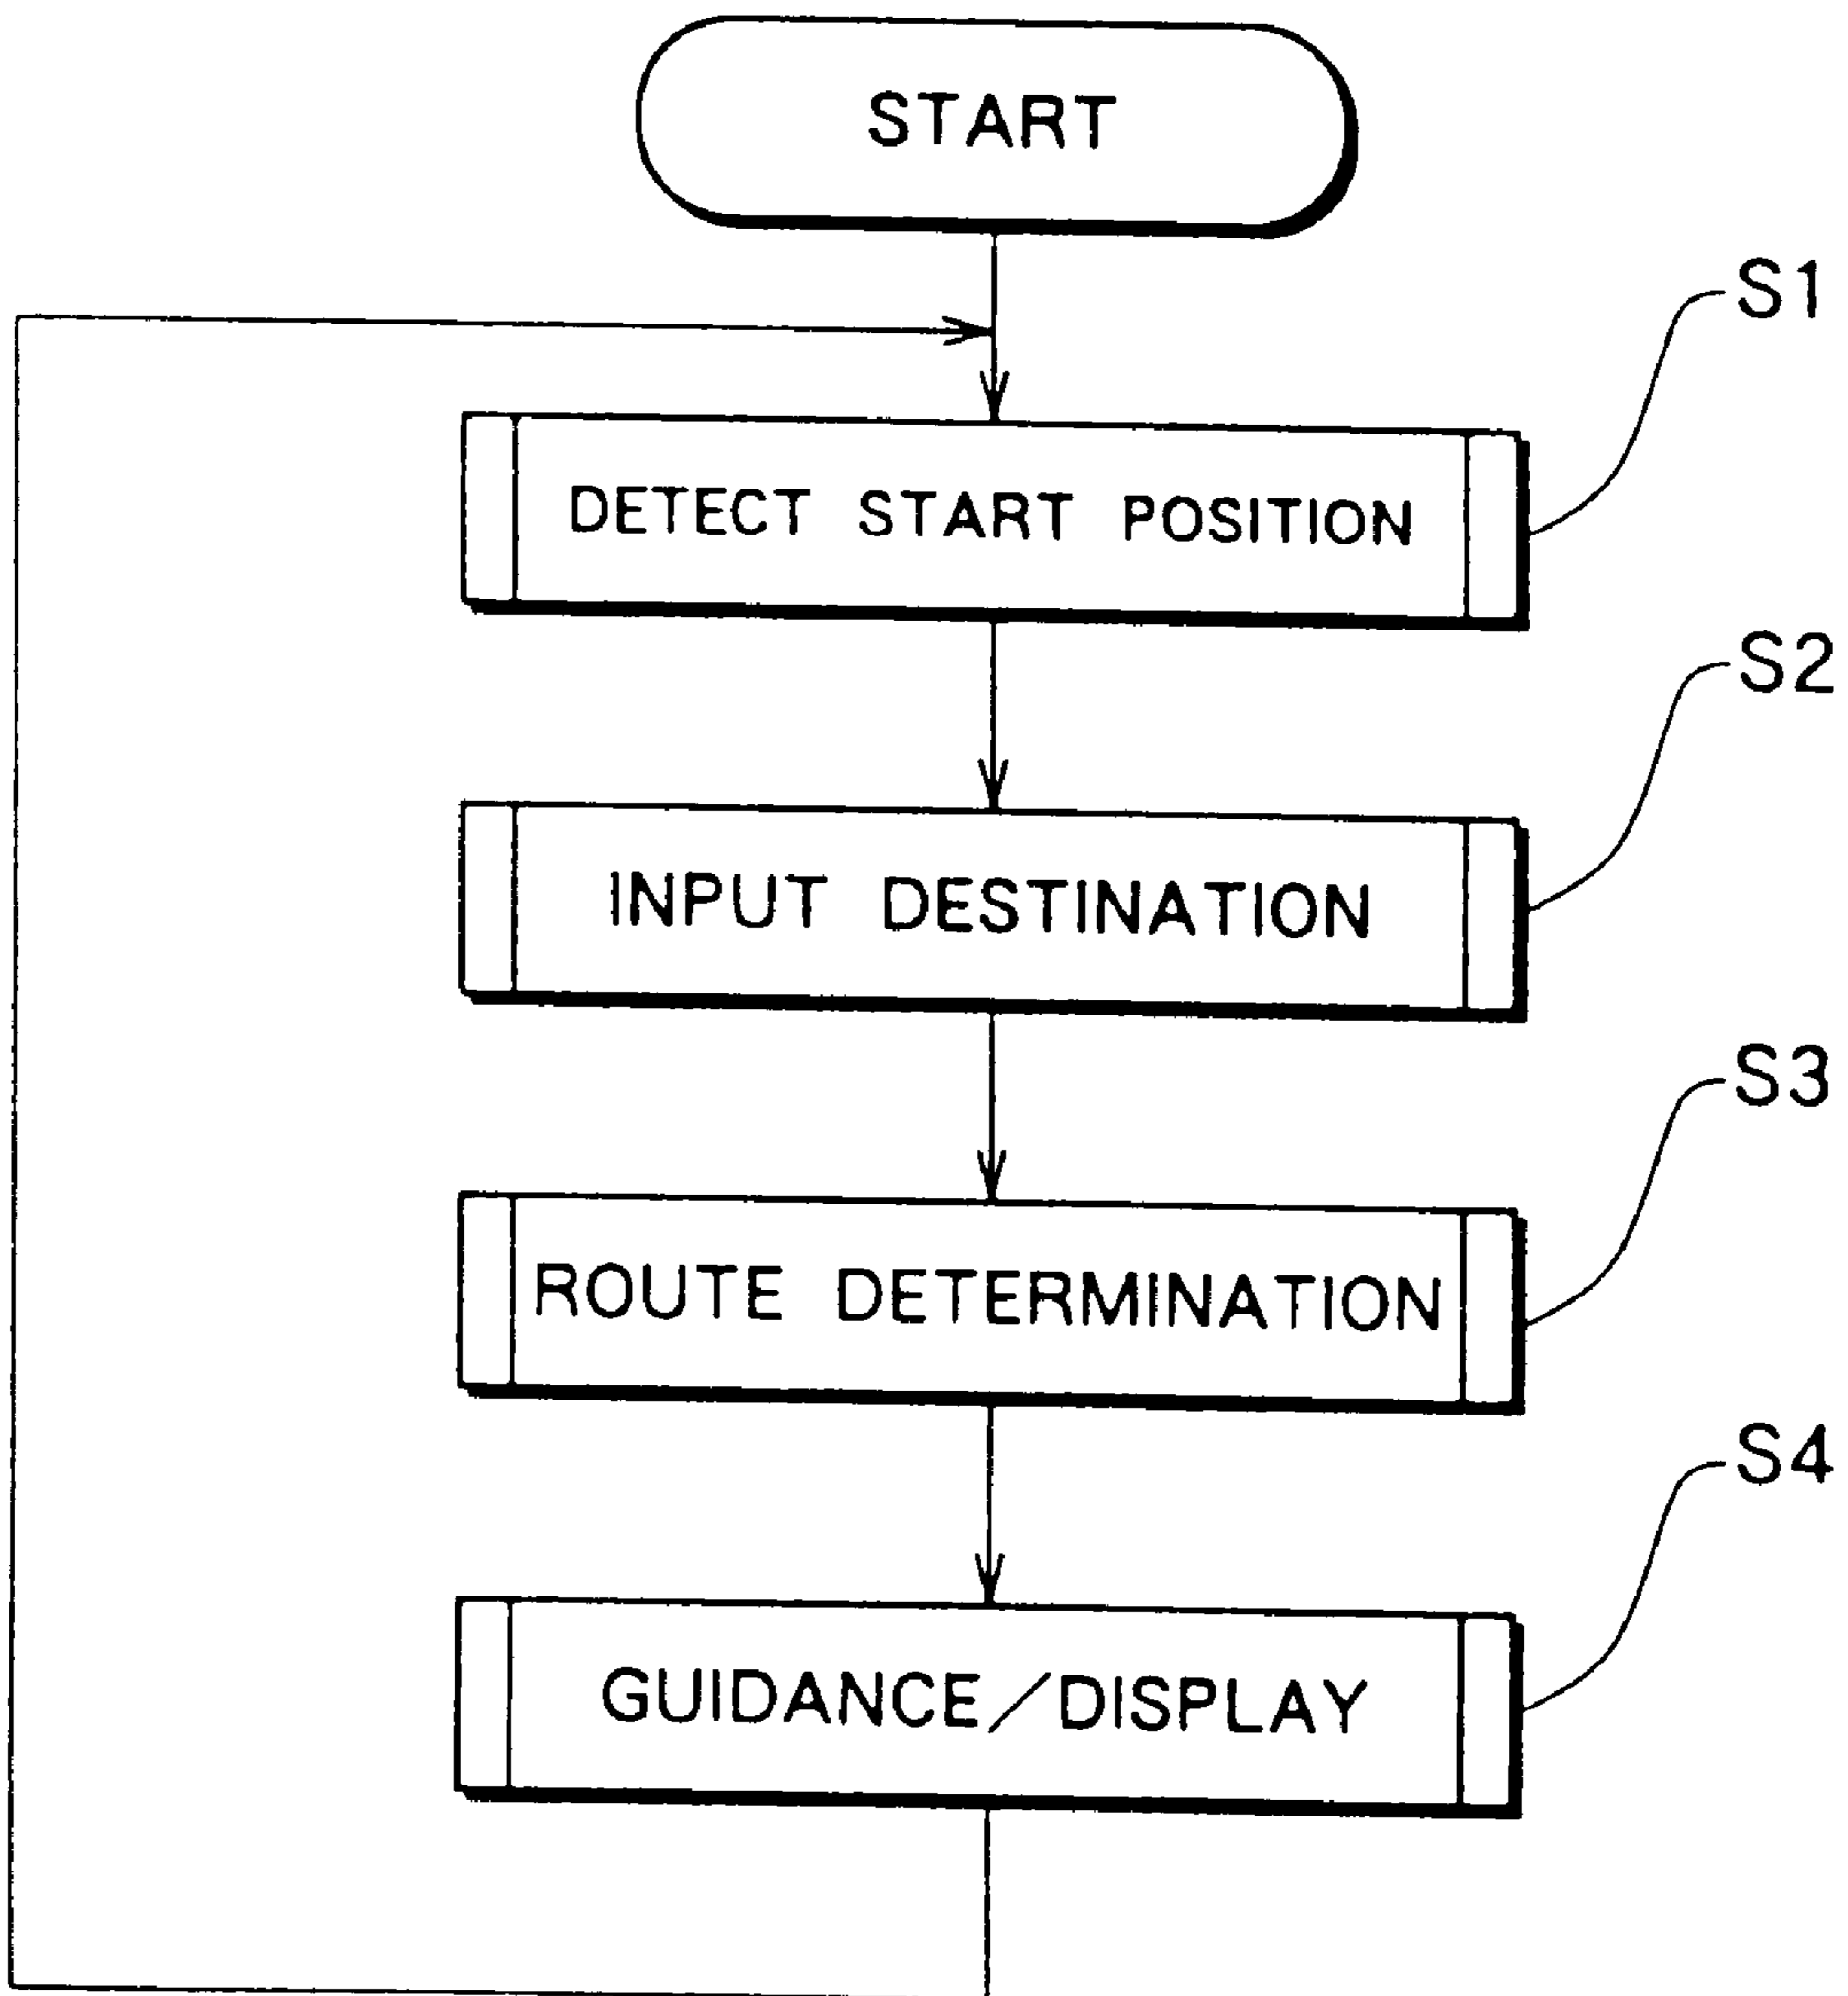 START
S1
DETECT START POSITION
S2
INPUT DESTINATION
S3
ROUTE DETERMINATION
S4
GUIDANCE/DISPLAY